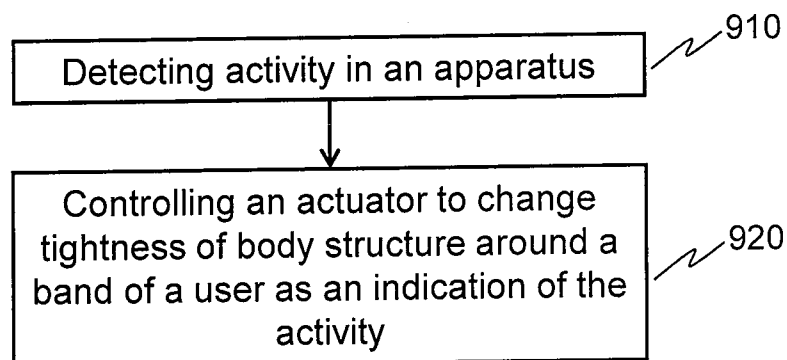 910
Detecting activity in an apparatus
Controlling an actuator to change
tightness of body structure around a
band of a user as an indication of the
activity
920